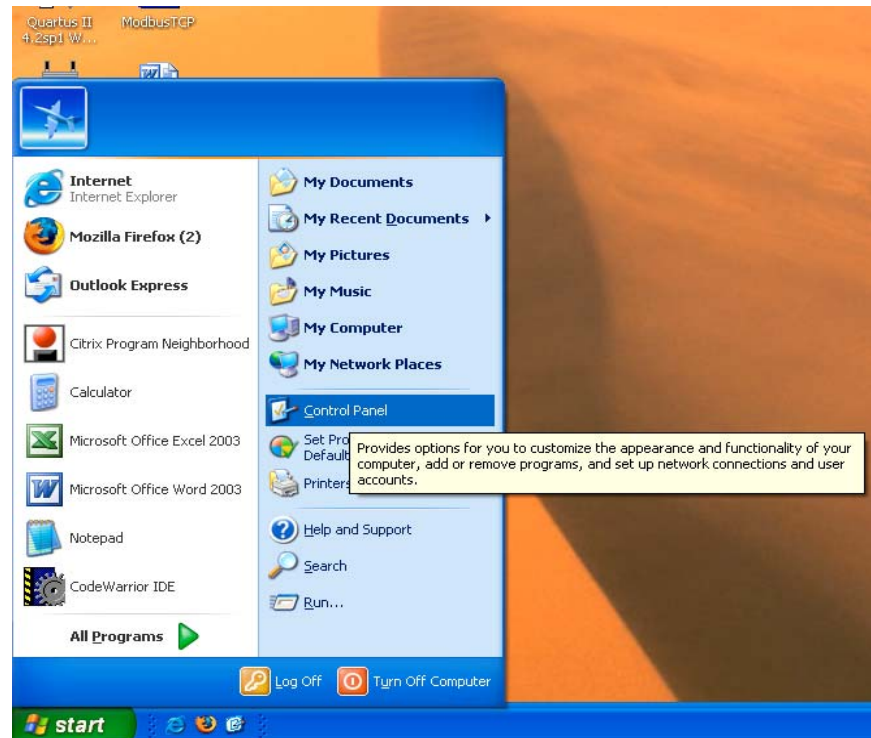 Quartus II
4.2sp1 W...
ModbusTCP
Internet
Internet Explorer
Mozilla Firefox (2)
Outlook Express
Citrix Program Neighborhood
Calculator
Microsoft Office Excel 2003
Microsoft Office Word 2003
Notepad
CodeWarrior IDE
All Programs
My Documents
My Recent Documents
My Pictures
My Music
My Computer
My Network Places
Control Panel
Set Pro
Default
Provides options for you to customize the appearance and functionality of your
computer, add or remove programs, and set up network connections and user
accounts.
Printers
Help and Support
Search
Run...
Log Off
Turn Off Computer
start